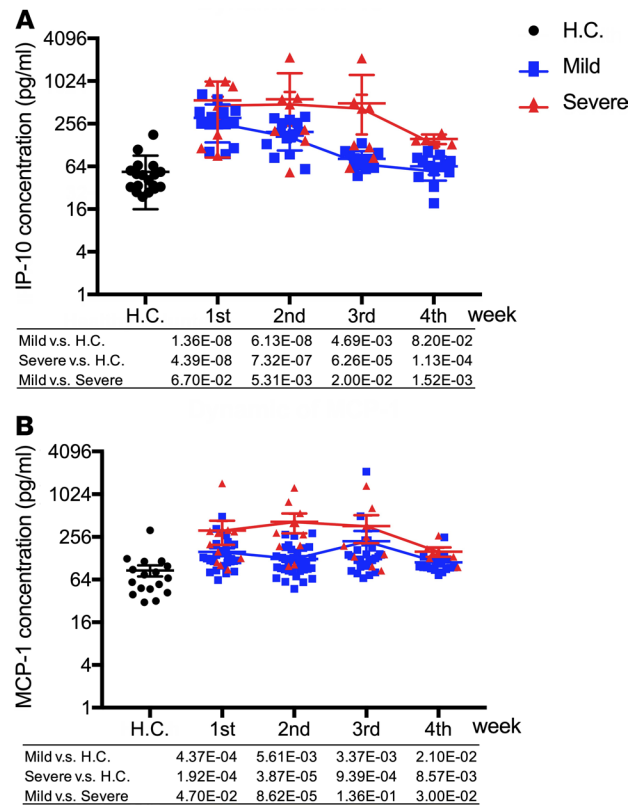 A
H.C.
Mild
Severe
IP-10 concentration (pg/ml)
4096
1024
256
64
16
4
1
H.C. 1st 2nd 3rd 4th week
Mild v.s. H.C. 1.36E-08 6.13E-08 4.69E-03 8.20E-02
Severe v.s. H.C. 4.39E-08 7.32E-07 6.26E-05 1.13E-04
Mild v.s. Severe 6.70E-02 5.31E-03 2.00E-02 1.52E-03
B
MCP-1 concentration (pg/ml)
4096
1024
256
64
16
4
1
H.C. 1st 2nd 3rd 4th week
Mild v.s. H.C. 4.37E-04 5.61E-03 3.37E-03 2.10E-02
Severe v.s. H.C. 1.92E-04 3.87E-05 9.39E-04 8.57E-03
Mild v.s. Severe 4.70E-02 8.62E-05 1.36E-01 3.00E-02